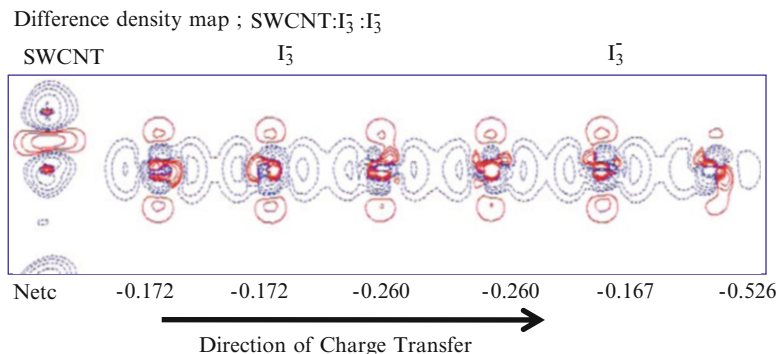 Difference density map ; SWCNT:I₃⁻:I₃⁻
SWCNT I₃⁻ I₃⁻
Netc -0.172 -0.172 -0.260 -0.260 -0.167 -0.526
Direction of Charge Transfer